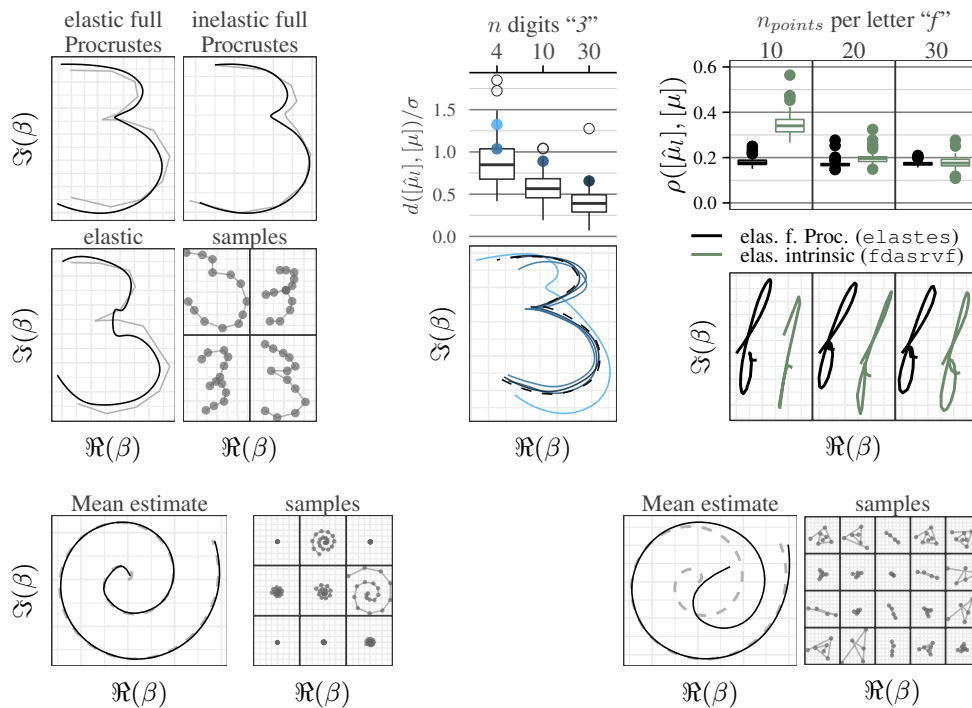 elastic full Procrustes
inelastic full Procrustes
ℑ(β)
elastic
samples
ℑ(β)
ℜ(β)
ℜ(β)
n digits “3”
4 10 30
d([μ̂ₗ], [μ])/σ
1.5
1.0
0.5
0.0
ℑ(β)
ℜ(β)
n_points per letter “f”
10 20 30
ρ([μ̂ₗ], [μ])
0.6
0.4
0.2
0.0
elas. f. Proc. (elastes)
elas. intrinsic (fdasrvf)
ℑ(β)
ℜ(β)
Mean estimate
samples
ℑ(β)
ℜ(β)
ℜ(β)
Mean estimate
samples
ℑ(β)
ℜ(β)
ℜ(β)